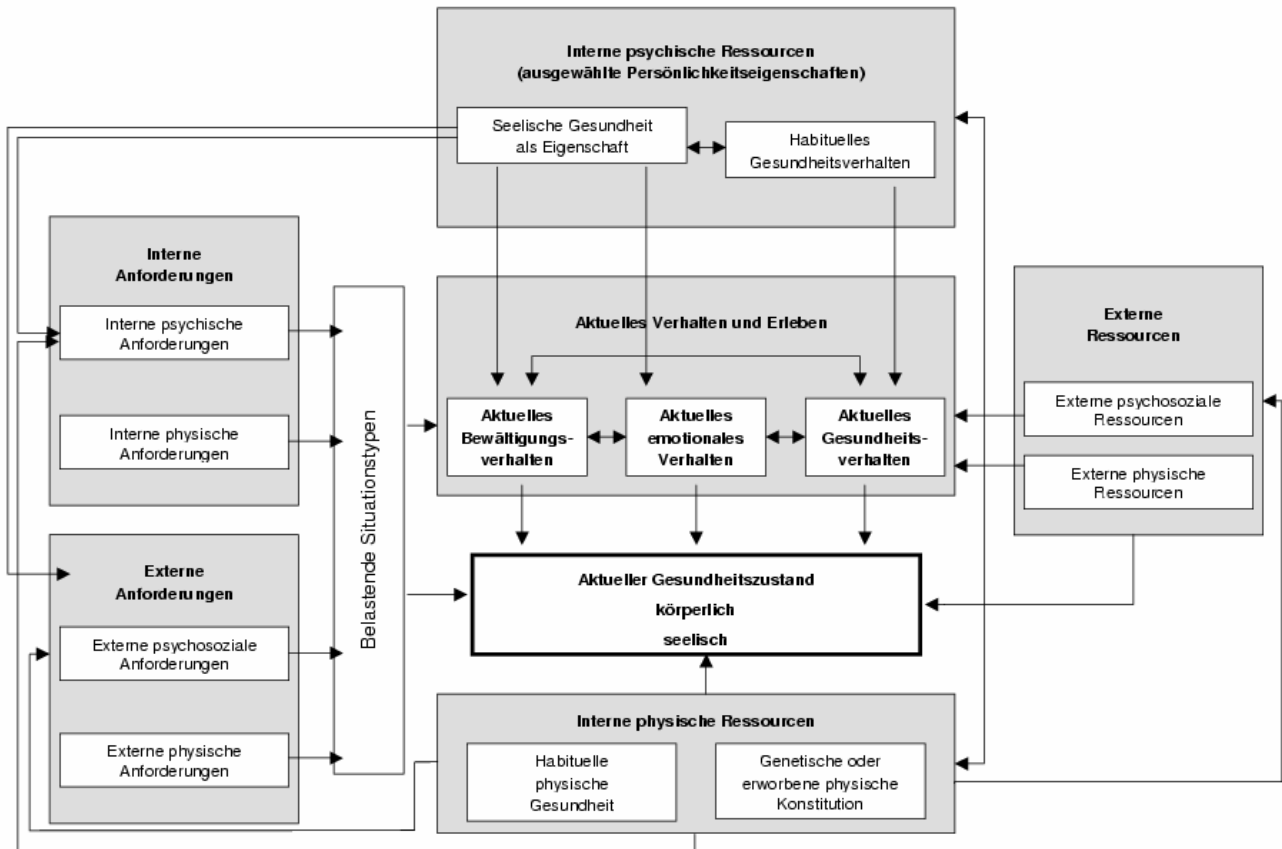 Interne psychische Ressourcen
(ausgewählte Persönlichkeitseigenschaften)
Seelische Gesundheit
als Eigenschaft
Habituelles
Gesundheitsverhalten
Interne
Anforderungen
Interne psychische
Anforderungen
Interne physische
Anforderungen
Externe
Anforderungen
Externe psychosoziale
Anforderungen
Externe physische
Anforderungen
Belastende Situationstypen
Aktuelles Verhalten und Erleben
Aktuelles
Bewältigungs-
verhalten
Aktuelles
emotionales
Verhalten
Aktuelles
Gesundheits-
verhalten
Externe
Ressourcen
Externe psychosoziale
Ressourcen
Externe physische
Ressourcen
Aktueller Gesundheitszustand
körperlich
seelisch
Interne physische Ressourcen
Habituelle
physische
Gesundheit
Genetische oder
erworbene physische
Konstitution